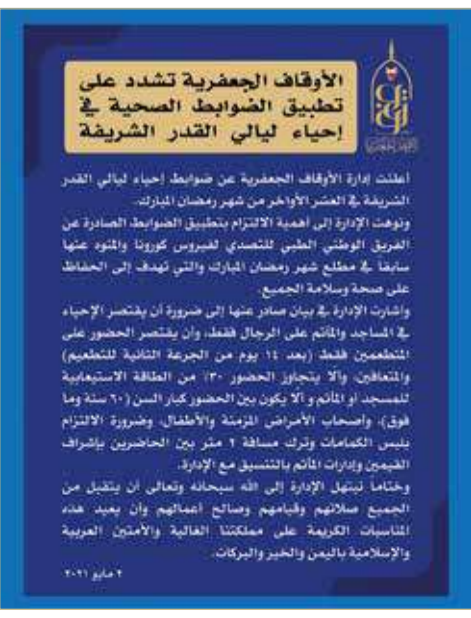 الأوقاف الجعفرية تشدد على
تطبيق الضوابط الصحية في
إحياء ليالي القدر الشريفة
أعلنت إدارة الأوقاف الجعفرية عن ضوابط إحياء ليالي القدر
الشريفة في العشر الأواخر من شهر رمضان المبارك.
ونوهت الإدارة إلى أهمية الالتزام بتطبيق الضوابط الصادرة عن
الفريق الوطني الطبي للتصدي لفيروس كورونا والمنوه عنها
سابقا في مطلع شهر رمضان المبارك والتي تهدف إلى الحفاظ
على صحة وسلامة الجميع.
وأشارت الإدارة في بيان صادر عنها إلى ضرورة أن يقتصر الإحياء
في المساجد والمآتم على الرجال فقط، وأن يقتصر الحضور على
المتطعمين فقط (بعد ١٤ يوم من الجرعة الثانية للتطعيم)
والمتعافين، وألا يتجاوز الحضور ٣٠٪ من الطاقة الاستيعابية
للمسجد أو المأتم و ألا يكون بين الحضور كبار السن (٦٠ سنة وما
فوق)، وأصحاب الأمراض المزمنة والأطفال، وضرورة الالتزام
بلبس الكمامات وترك مسافة ٢ متر بين الحاضرين بإشراف
القيمين وإدارات المآتم بالتنسيق مع الإدارة.
وختاما نبتهل الإدارة إلى الله سبحانه وتعالى أن يتقبل من
الجميع صلاتهم وقيامهم وصالح أعمالهم وأن يعيد هذه
المناسبات الكريمة على مملكتنا الغالية والأمتين العربية
والإسلامية باليمن والخير والبركات.
٢ مايو ٢٠٢١